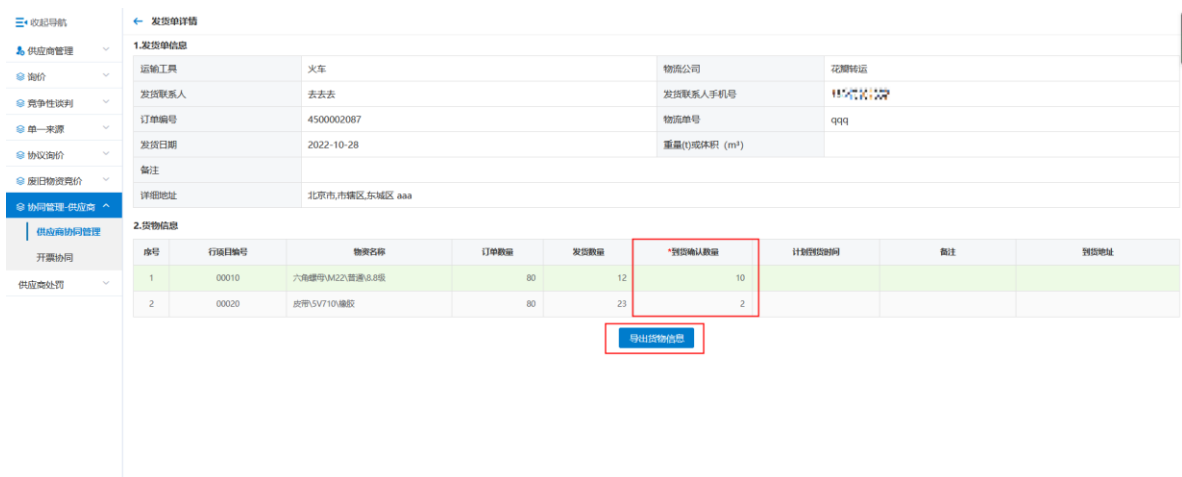 收起导航
供应商管理
询价
竞争性谈判
单一来源
协议询价
废旧物资竞价
协同管理-供应商
供应商协同管理
开票协同
供应商处罚
发货单详情
1.发货单信息
运输工具 火车 物流公司 花瓣转运
发货联系人 去去去 发货联系人手机号
订单编号 4500002087 物流单号 qqq
发货日期 2022-10-28 重量(t)或体积 (m³)
备注
详细地址 北京市,市辖区,东城区 aaa
2.货物信息
序号 行项目编号 物资名称 订单数量 发货数量 *到货确认数量 计划到货时间 备注 到货地址
1 00010 六角螺母\M22\普通\8.8级 80 12 10
2 00020 皮带\5V710\橡胶 80 23 2
导出货物信息